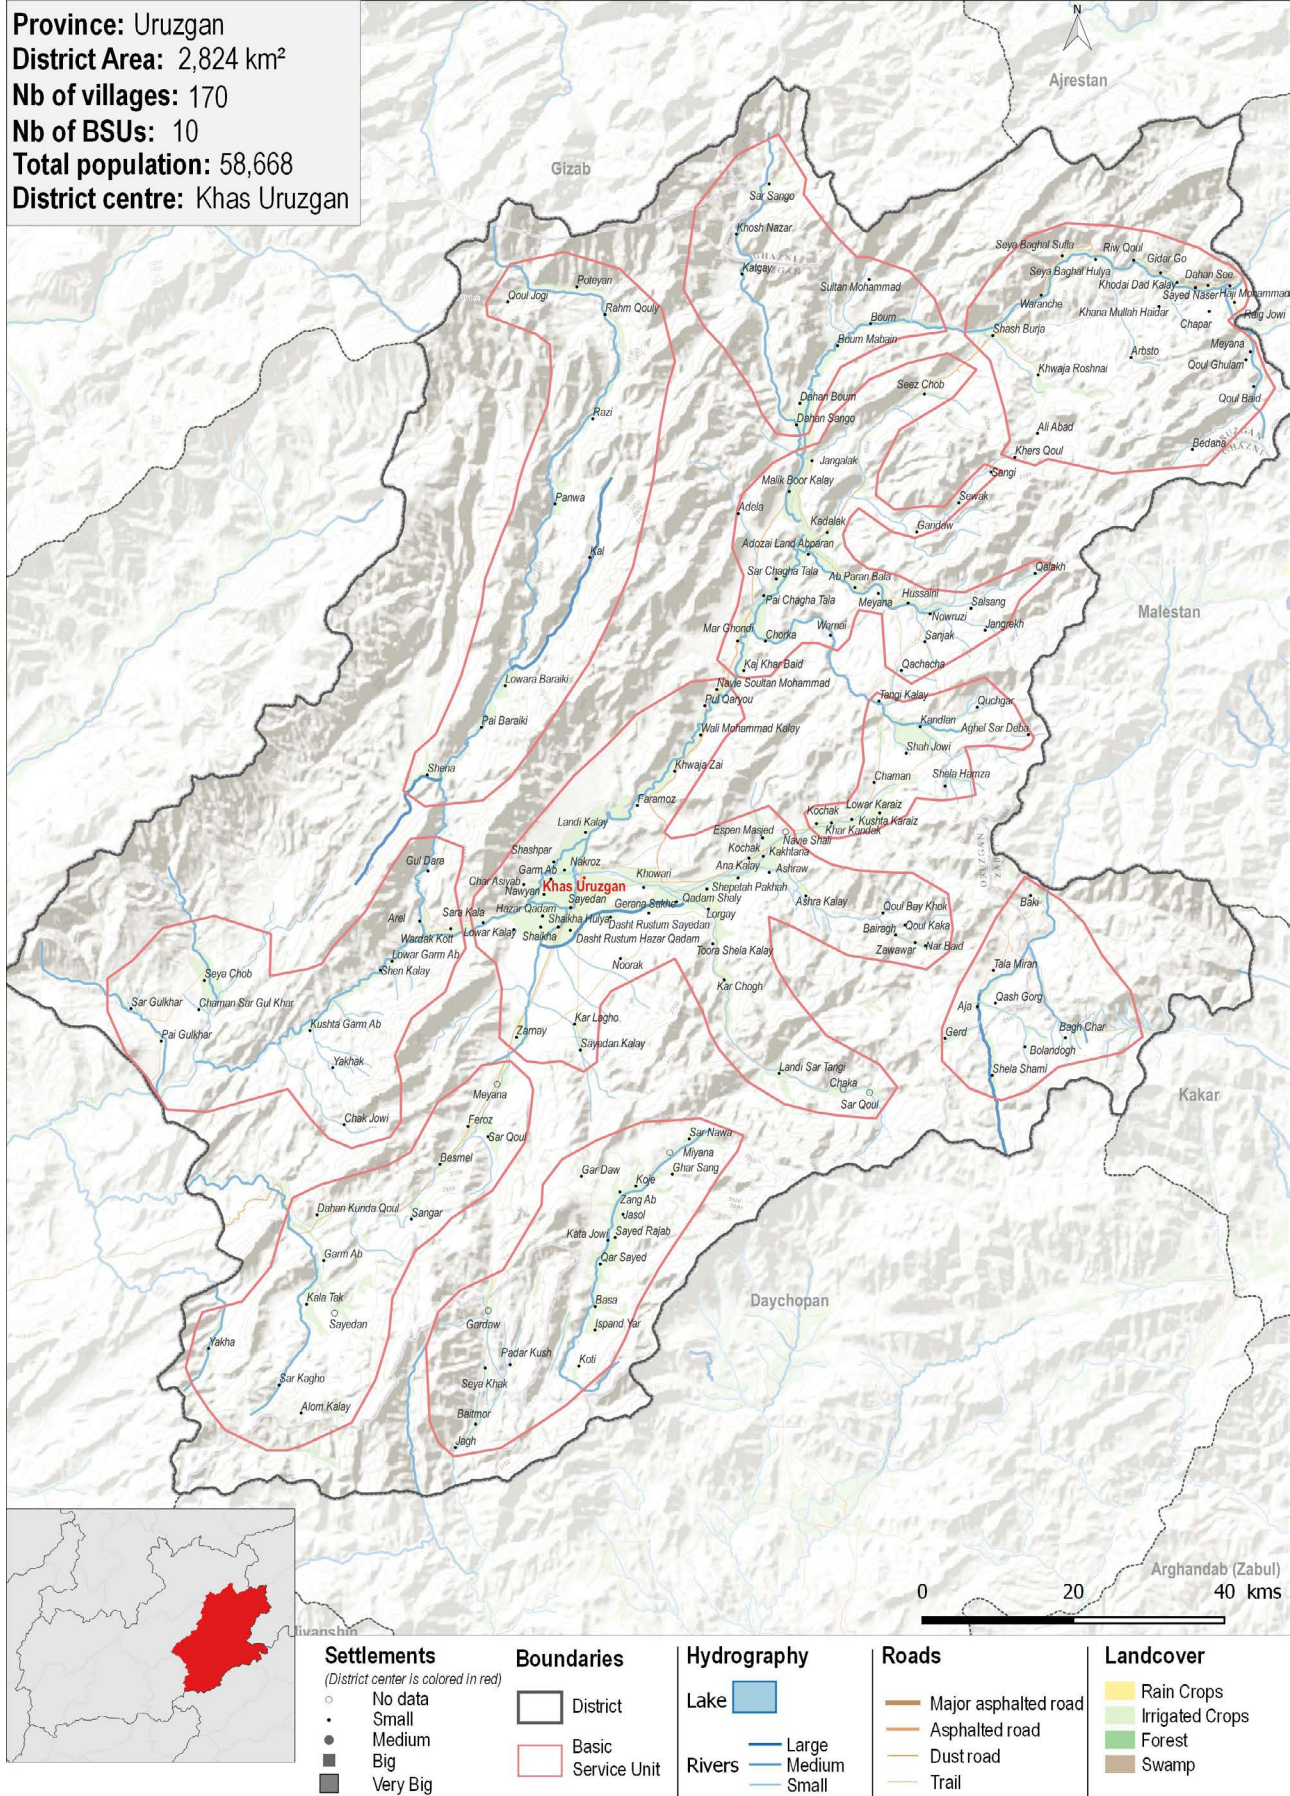 Province: Uruzgan
District Area: 2,824 km²
Nb of villages: 170
Nb of BSUs: 10
Total population: 58,668
District centre: Khas Uruzgan
N
Ajrestan
Gizab
Sar Sango
Khosh Nazar
GHAZNI
Katgay
Sultan Mohammad
Seya Baghal Sufla
Riw Qoul
Gidar Go
Seya Baghal Hulya
Dahan Soe
Khodai Dad Kalay
Sayed Naser
Haji Mohammad
Waranche
Khana Mullah Haidar
Raig Jowi
Chapar
Poteyan
Qoul Jogi
Rahm Qouly
Boum
Shash Burja
Boum Mabain
Meyana
Arbsto
Qoul Ghulam
Khwaja Roshnai
Seez Chob
Qoul Baid
Dahan Boum
Razi
Dahan Sango
Ali Abad
Bedana
GHAZNI
Khers Qoul
Jangalak
Sangi
Malik Boor Kalay
Sewak
Panwa
Adela
Kadalak
Gandaw
Adozai Land Abparan
Kal
Sar Chagha Tala
Ab Paran Bala
Qalakh
Pai Chagha Tala
Meyana
Hussaini
Salsang
Nowruzi
Malestan
Mar Ghondi
Chorka
Wamai
Sanjak
Jangrekh
Kaj Khar Baid
Qachacha
Lowara Baraiki
Navie Soultan Mohammad
Pul Qaryou
Tangi Kalay
Quchgar
Pai Baraiki
Wali Mohammad Kalay
Kandlan
Aghel Sar Deba
Shah Jowi
Shena
Khwaja Zai
Chaman
Shela Hamza
Faramoz
Kochak
Lowar Karaiz
Landi Kalay
Espen Masjed
Khar Kandak
Kushta Karaiz
Navie Shali
Shashpar
Kochak
Kakhtaria
Gul Dara
Garm Ab
Nakroz
Ana Kalay
Ashraw
URUZGAN
Char Asiyab
Khas Uruzgan
Khowari
Nawyan
Shepetah Pakhah
Sayedan
Gerana Sakhe
Qadam Shaly
Ashra Kalay
Baki
Arel
Sara Kala
Hazar Qadam
Shaikha Hulya
Lorgay
Qoul Bay Khok
Wardak Kott
Lowar Kalay
Shaikha
Dasht Rustum Sayedan
Bairagh
Qoul Kaka
Dasht Rustum Hazar Qadam
Toora Shela Kalay
Zawawar
Nar Baid
Lowar Garm Ab
Shen Kalay
Noorak
Tala Miran
Seya Chob
Kar Chogh
Sar Gulkhar
Chaman Sar Gul Khar
Aja
Qash Gorg
Kushta Garm Ab
Zamay
Kar Lagho
Bagh Char
Pai Gulkhar
Sayedan Kalay
Gerd
Bolandogh
Yakhak
Landi Sar Tangi
Shela Shami
Chaka
Meyana
Sar Qoul
Kakar
Chak Jowi
Feroz
Sar Qoul
Sar Nawa
Miyana
Besmel
Gar Daw
Ghar Sang
Koje
Zang Ab
Dahan Kunda Qoul
Sangar
Jasol
Kata Jowi
Sayed Rajab
Garm Ab
Qar Sayed
Kala Tak
Basa
Daychopan
Sayedan
Gardaw
Ispand Yar
Yakha
Padar Kush
Koti
Sar Kagho
Seya Khak
Alom Kalay
Baitmor
Jagh
Arghandab (Zabul)
0 20 40 kms
Settlements
(District center is colored in red)
No data
Small
Medium
Big
Very Big
Boundaries
District
Basic
Service Unit
Hydrography
Lake
Rivers
Large
Medium
Small
Roads
Major asphalted road
Asphalted road
Dust road
Trail
Landcover
Rain Crops
Irrigated Crops
Forest
Swamp